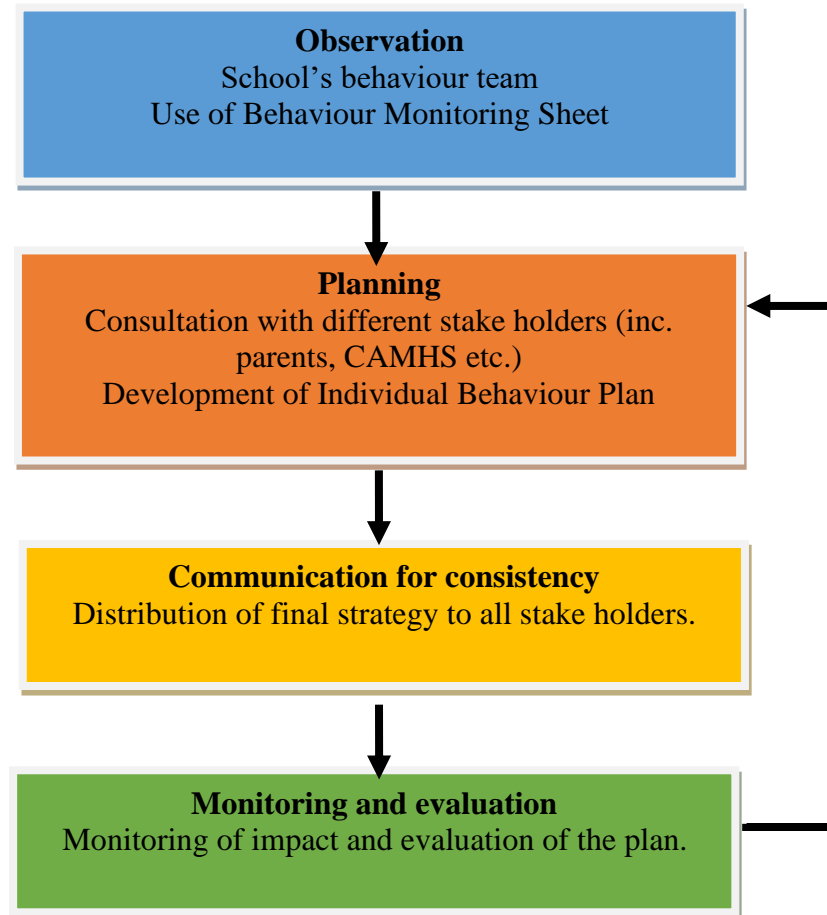 Observation
School’s behaviour team
Use of Behaviour Monitoring Sheet
Planning
Consultation with different stake holders (inc.
parents, CAMHS etc.)
Development of Individual Behaviour Plan
Communication for consistency
Distribution of final strategy to all stake holders.
Monitoring and evaluation
Monitoring of impact and evaluation of the plan.